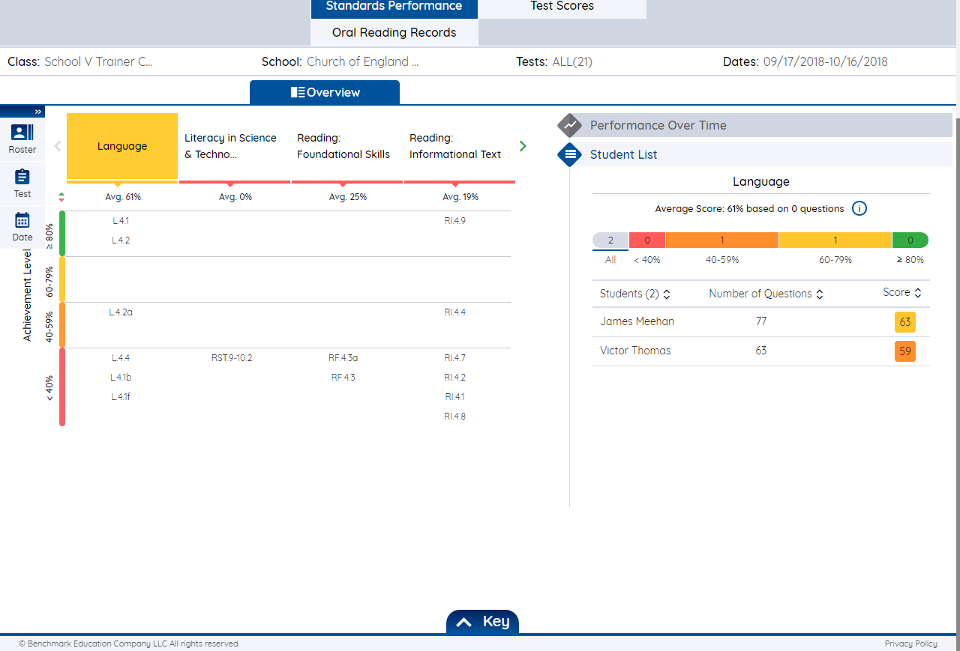 Standards Performance
Test Scores
Oral Reading Records
Class: School V Trainer C...
School: Church of England ...
Tests: ALL(21)
Dates: 09/17/2018-10/16/2018
Overview
»
Roster
Test
Date
Language
Literacy in Science & Techno...
Reading: Foundational Skills
Reading: Informational Text
Avg. 61%
Avg. 0%
Avg. 25%
Avg. 19%
Achievement Level
≥ 80%
L.4.1
RI.4.9
L.4.2
60-79%
40-59%
L.4.2a
RI.4.4
< 40%
L.4.4
RST.9-10.2
RF.4.3a
RI.4.7
L.4.1b
RF.4.3
RI.4.2
L.4.1f
RI.4.1
RI.4.8
Performance Over Time
Student List
Language
Average Score: 61% based on 0 questions i
2 0 1 1 0
All < 40% 40-59% 60-79% ≥ 80%
Students (2) Number of Questions Score
James Meehan 77 63
Victor Thomas 63 59
Key
© Benchmark Education Company LLC All rights reserved.
Privacy Policy